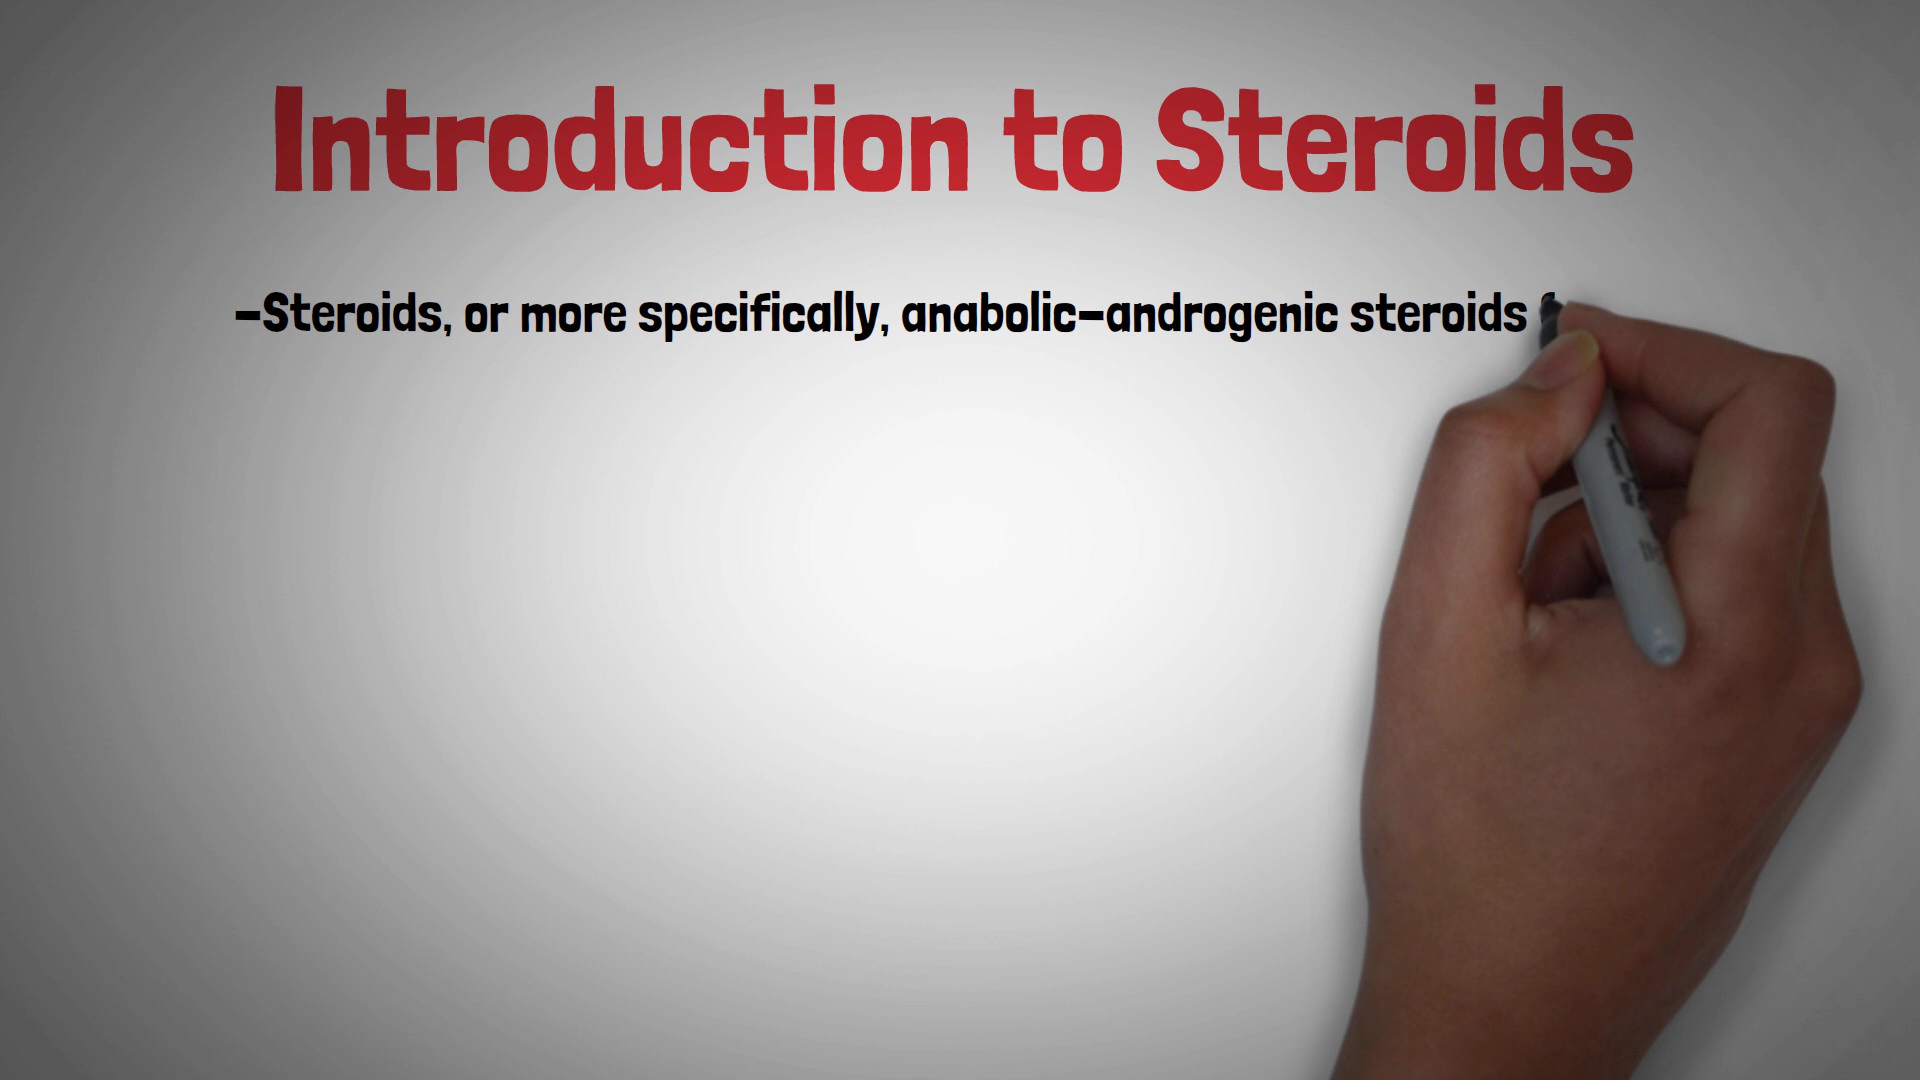 Introduction to Steroids
-Steroids, or more specifically, anabolic-androgenic steroids